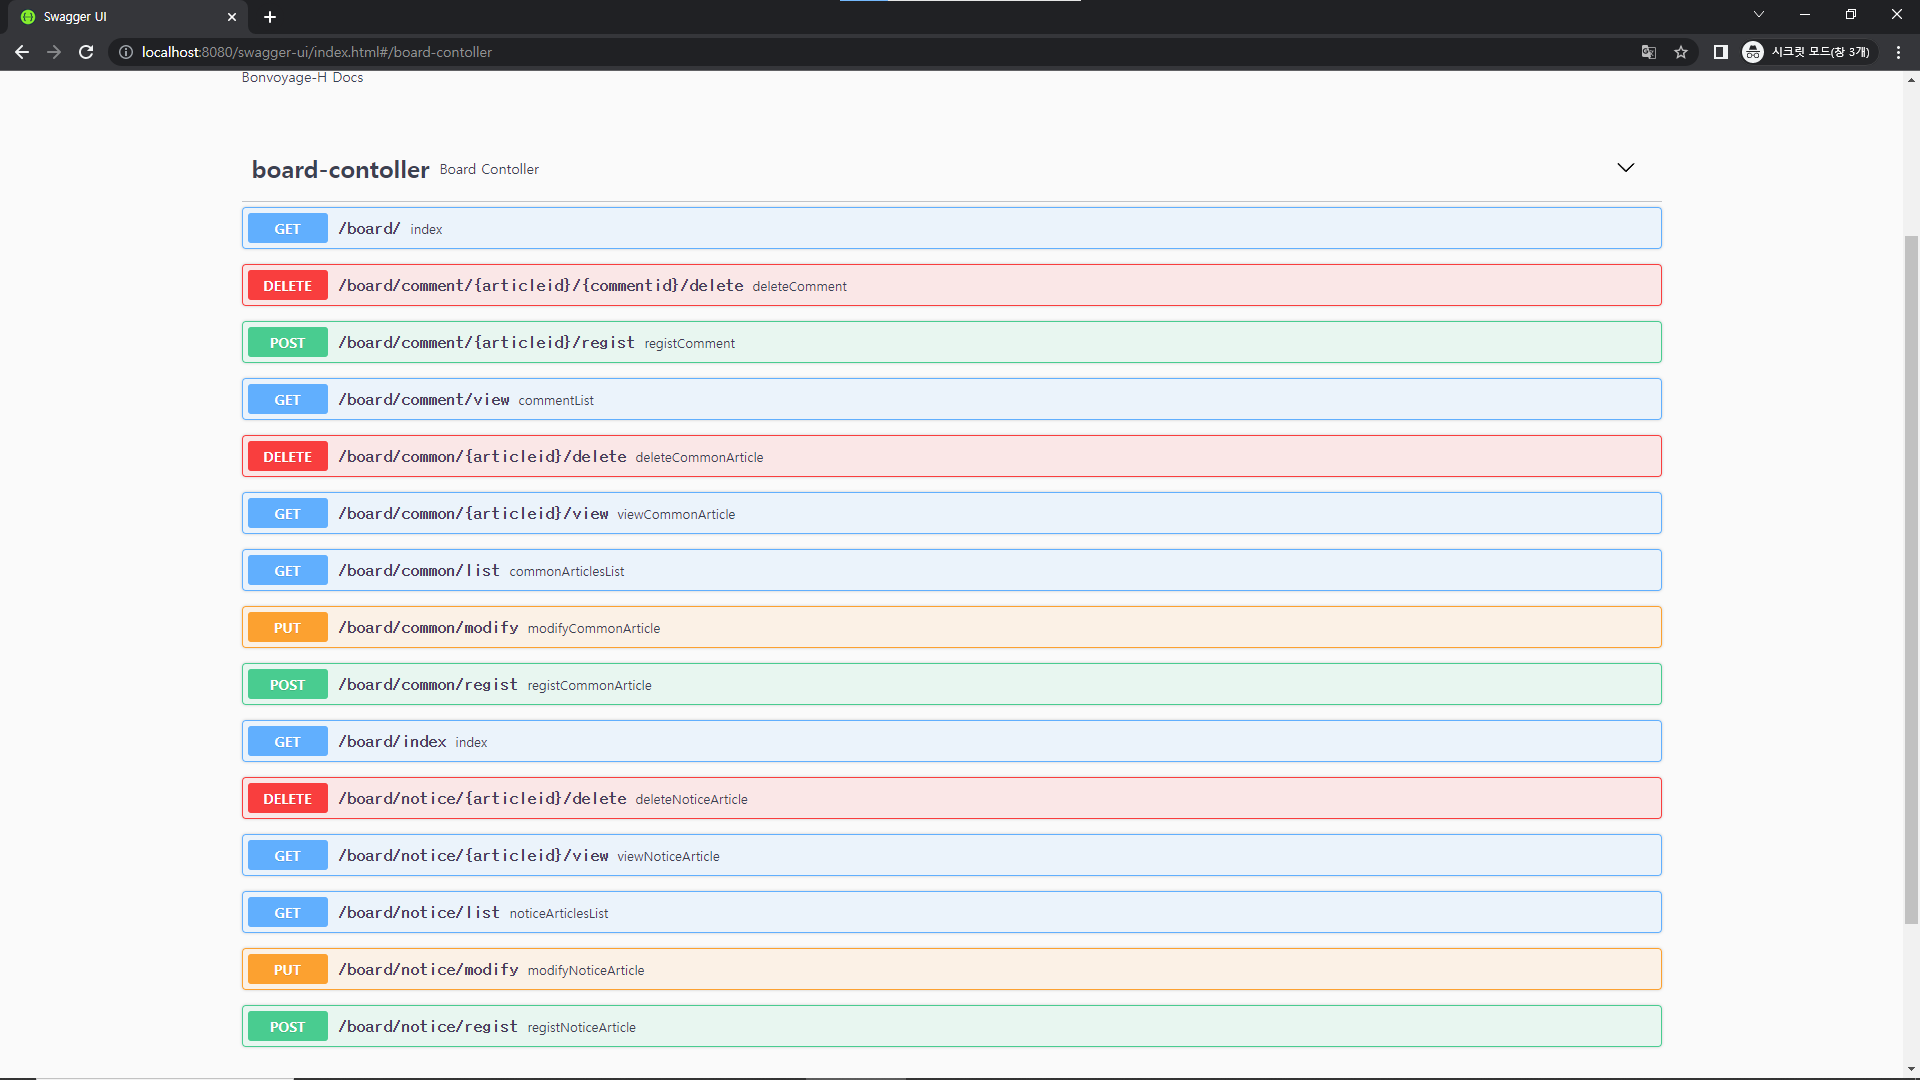 Swagger UI
localhost:8080/swagger-ui/index.html#/board-contoller
시크릿 모드(창 3개)
Bonvoyage-H Docs
board-contoller Board Contoller
GET /board/ index
DELETE /board/comment/{articleid}/{commentid}/delete deleteComment
POST /board/comment/{articleid}/regist registComment
GET /board/comment/view commentList
DELETE /board/common/{articleid}/delete deleteCommonArticle
GET /board/common/{articleid}/view viewCommonArticle
GET /board/common/list commonArticlesList
PUT /board/common/modify modifyCommonArticle
POST /board/common/regist registCommonArticle
GET /board/index index
DELETE /board/notice/{articleid}/delete deleteNoticeArticle
GET /board/notice/{articleid}/view viewNoticeArticle
GET /board/notice/list noticeArticlesList
PUT /board/notice/modify modifyNoticeArticle
POST /board/notice/regist registNoticeArticle